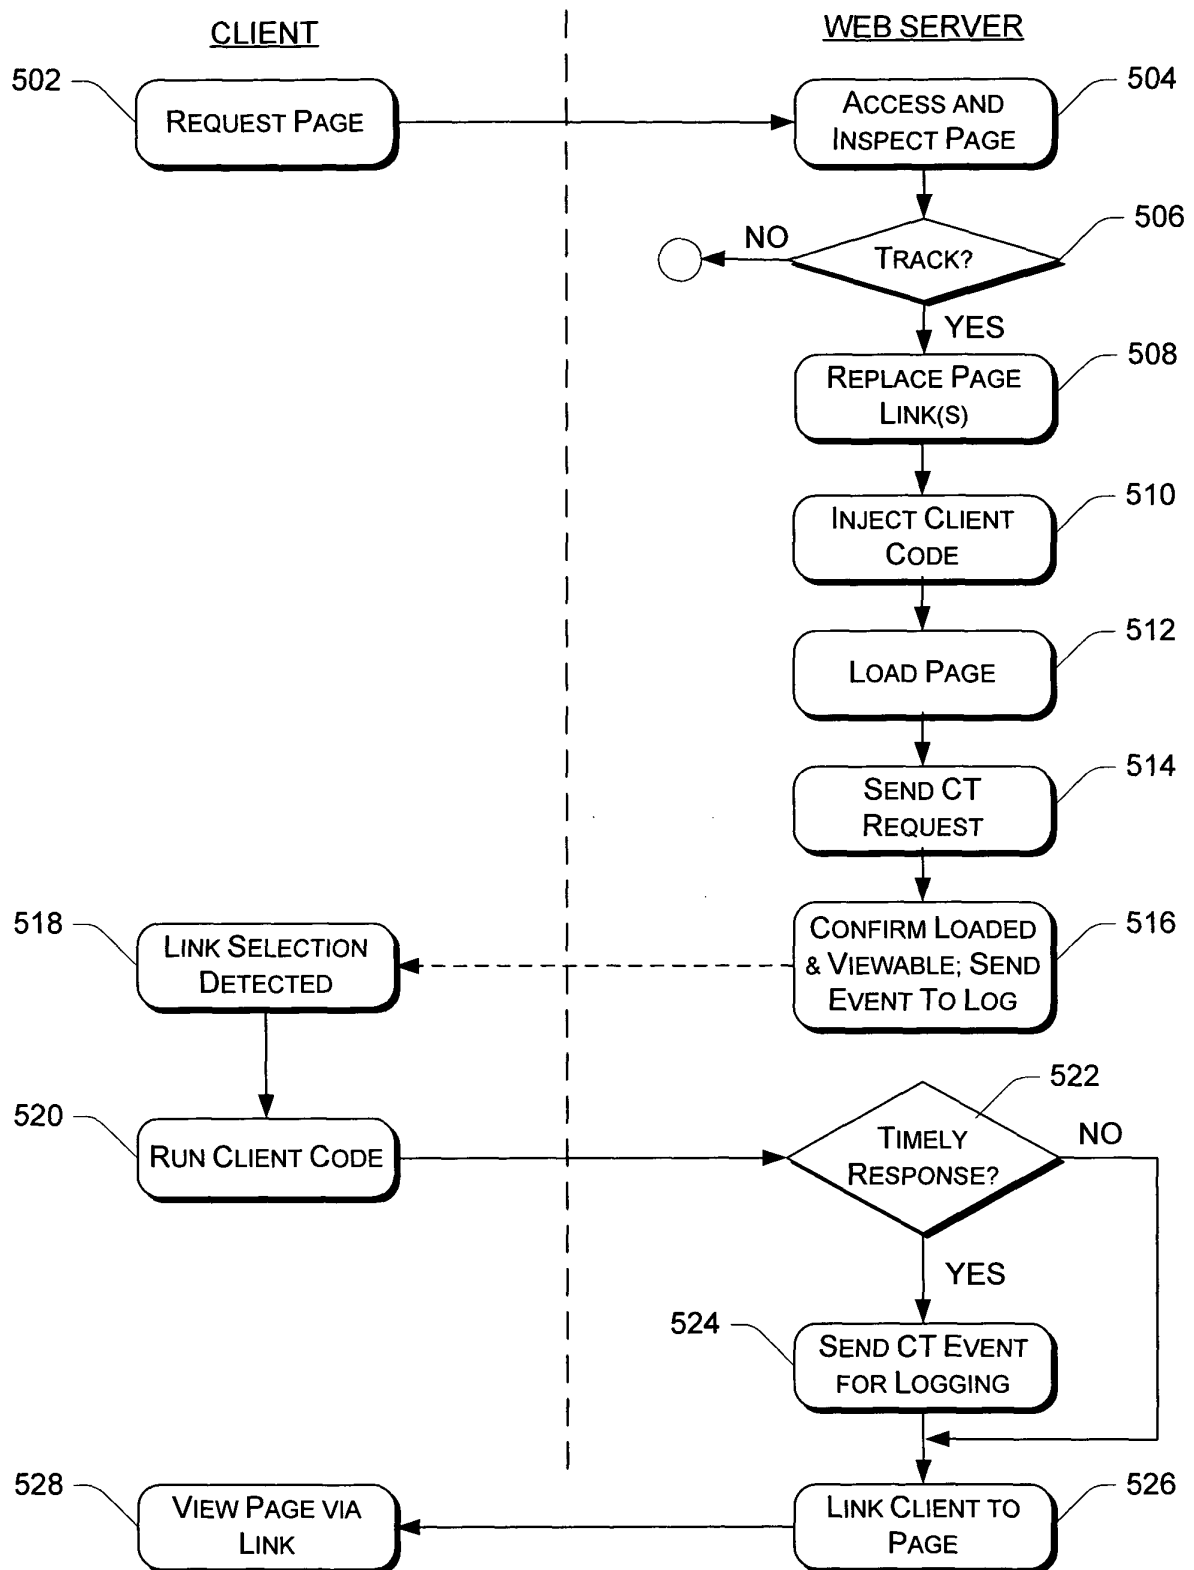 CLIENT
WEB SERVER
502
REQUEST PAGE
504
ACCESS AND
INSPECT PAGE
506
TRACK?
NO
YES
508
REPLACE PAGE
LINK(S)
510
INJECT CLIENT
CODE
512
LOAD PAGE
514
SEND CT
REQUEST
516
CONFIRM LOADED
& VIEWABLE; SEND
EVENT TO LOG
518
LINK SELECTION
DETECTED
520
RUN CLIENT CODE
522
TIMELY
RESPONSE?
NO
YES
524
SEND CT EVENT
FOR LOGGING
526
LINK CLIENT TO
PAGE
528
VIEW PAGE VIA
LINK